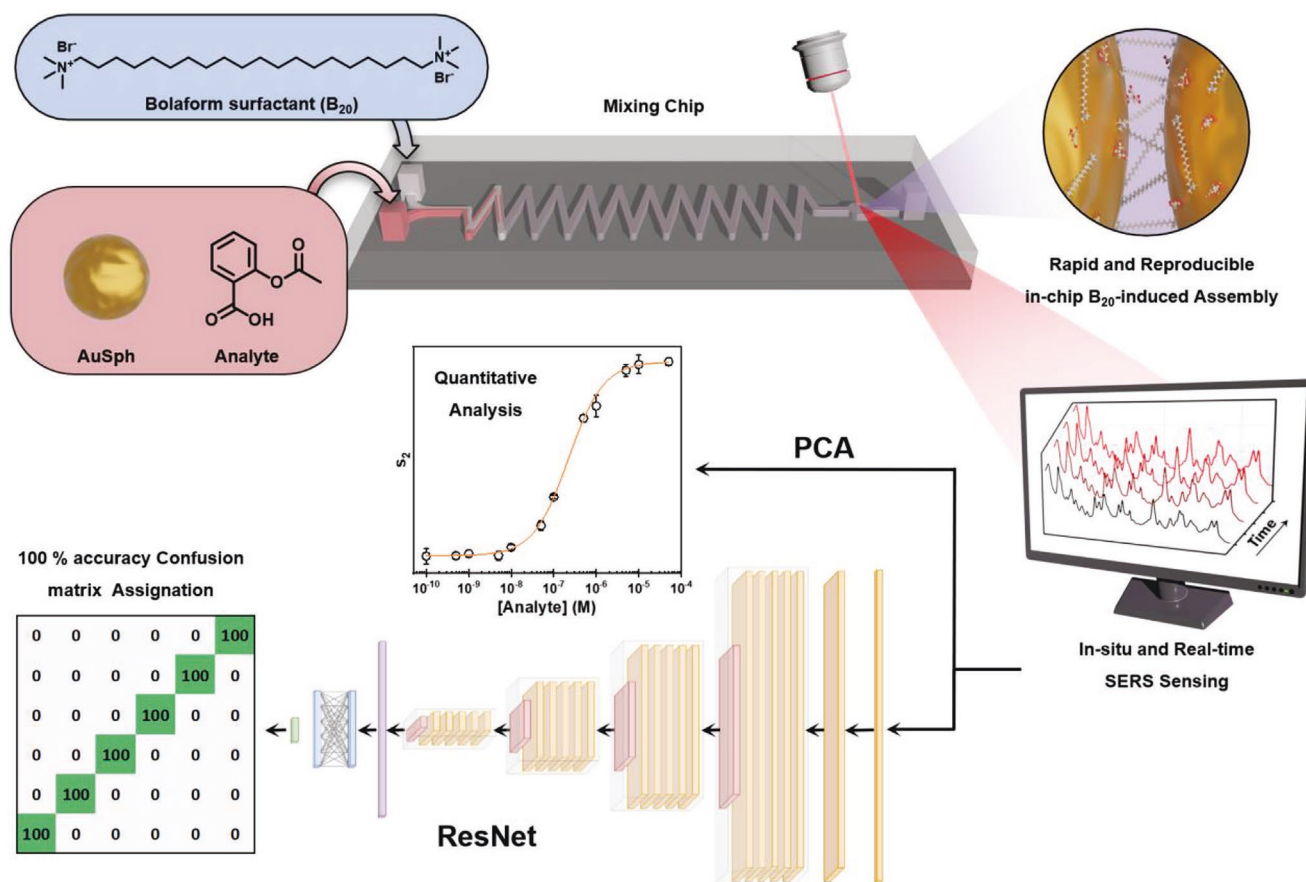 Br⁻
N⁺
N⁺
Br⁻
Bolaform surfactant (B₂₀)
Mixing Chip
O
O
O
OH
AuSph
Analyte
Rapid and Reproducible
in-chip B₂₀-induced Assembly
Quantitative
Analysis
s₂
10⁻¹⁰ 10⁻⁹ 10⁻⁸ 10⁻⁷ 10⁻⁶ 10⁻⁵ 10⁻⁴
[Analyte] (M)
PCA
Time
In-situ and Real-time
SERS Sensing
100 % accuracy Confusion
matrix Assignation
0 0 0 0 0 100
0 0 0 0 100 0
0 0 0 100 0 0
0 0 100 0 0 0
0 100 0 0 0 0
100 0 0 0 0 0
ResNet